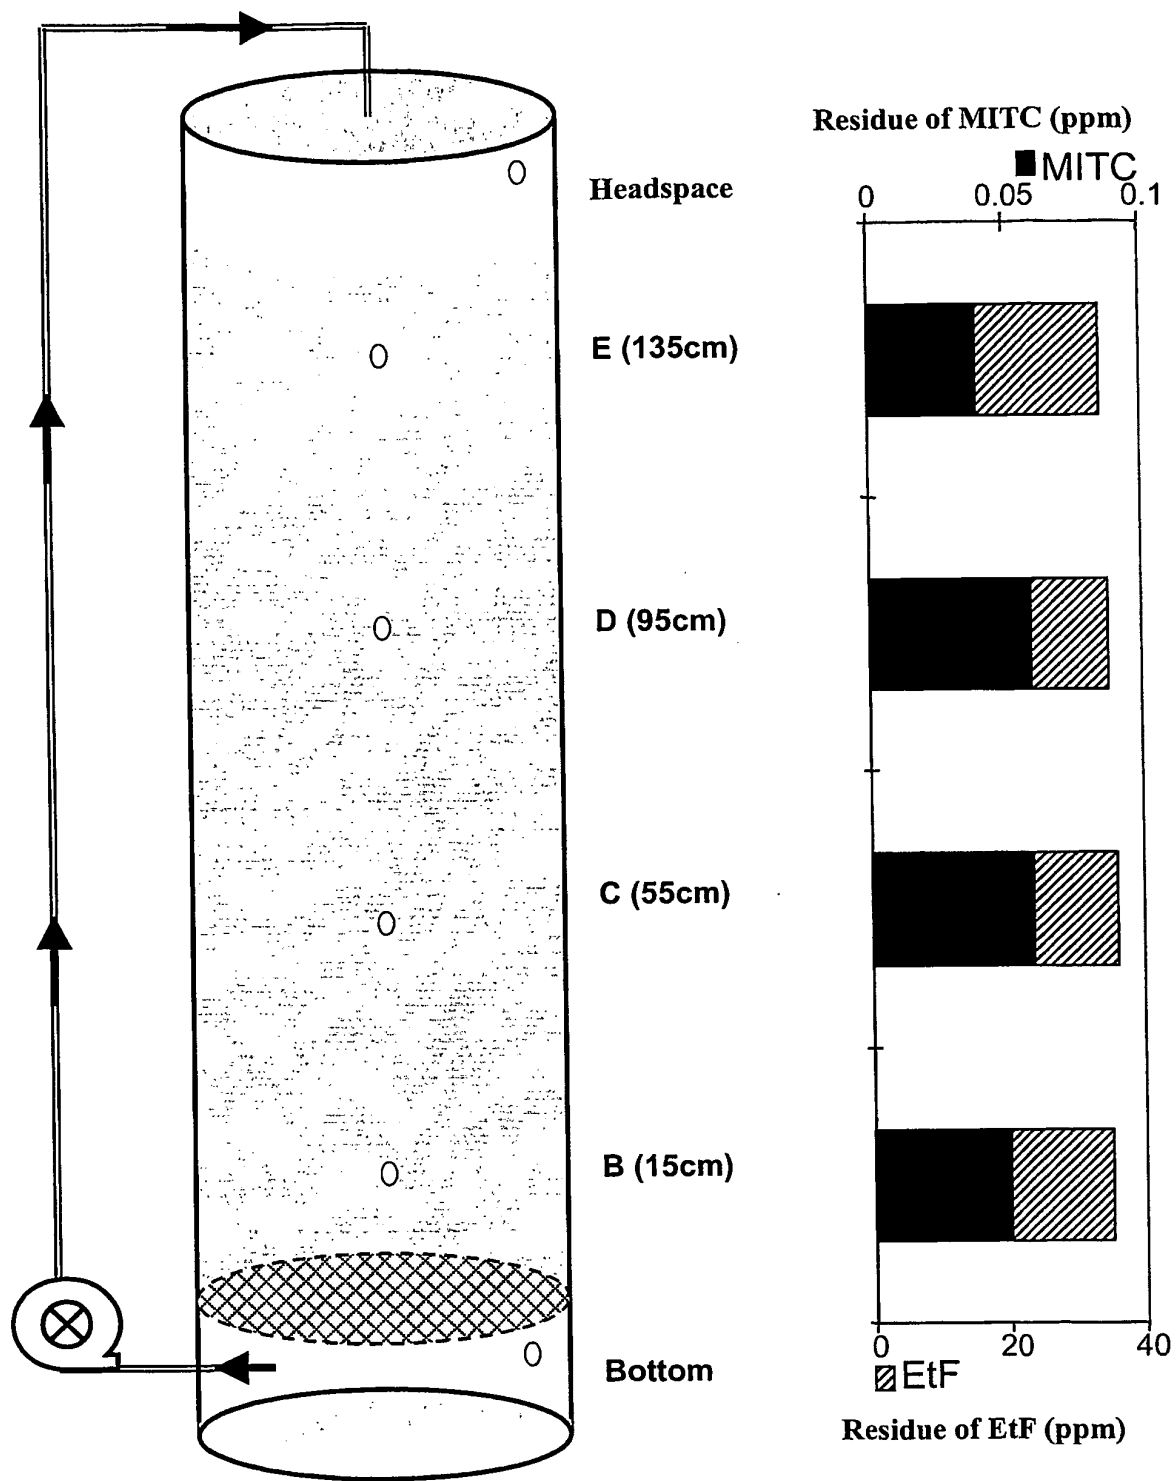 Residue of MITC (ppm)
MITC
0 0.05 0.1
Headspace
E (135cm)
D (95cm)
C (55cm)
B (15cm)
Bottom
0 20 40
EtF
Residue of EtF (ppm)